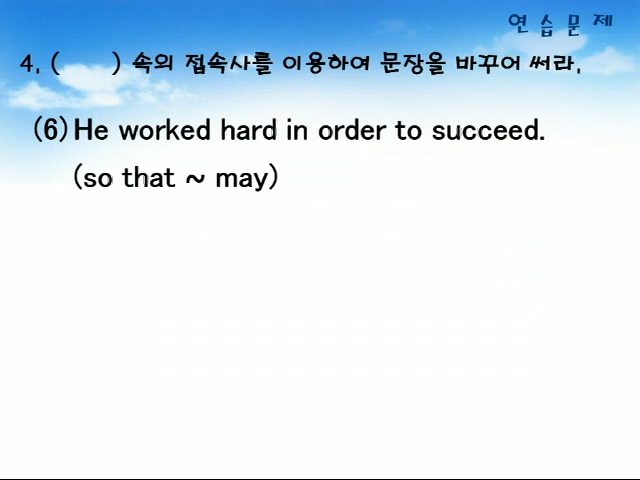 연습문제
4. (      ) 속의 접속사를 이용하여 문장을 바꾸어 써라.
(6) He worked hard in order to succeed.
(so that ~ may)